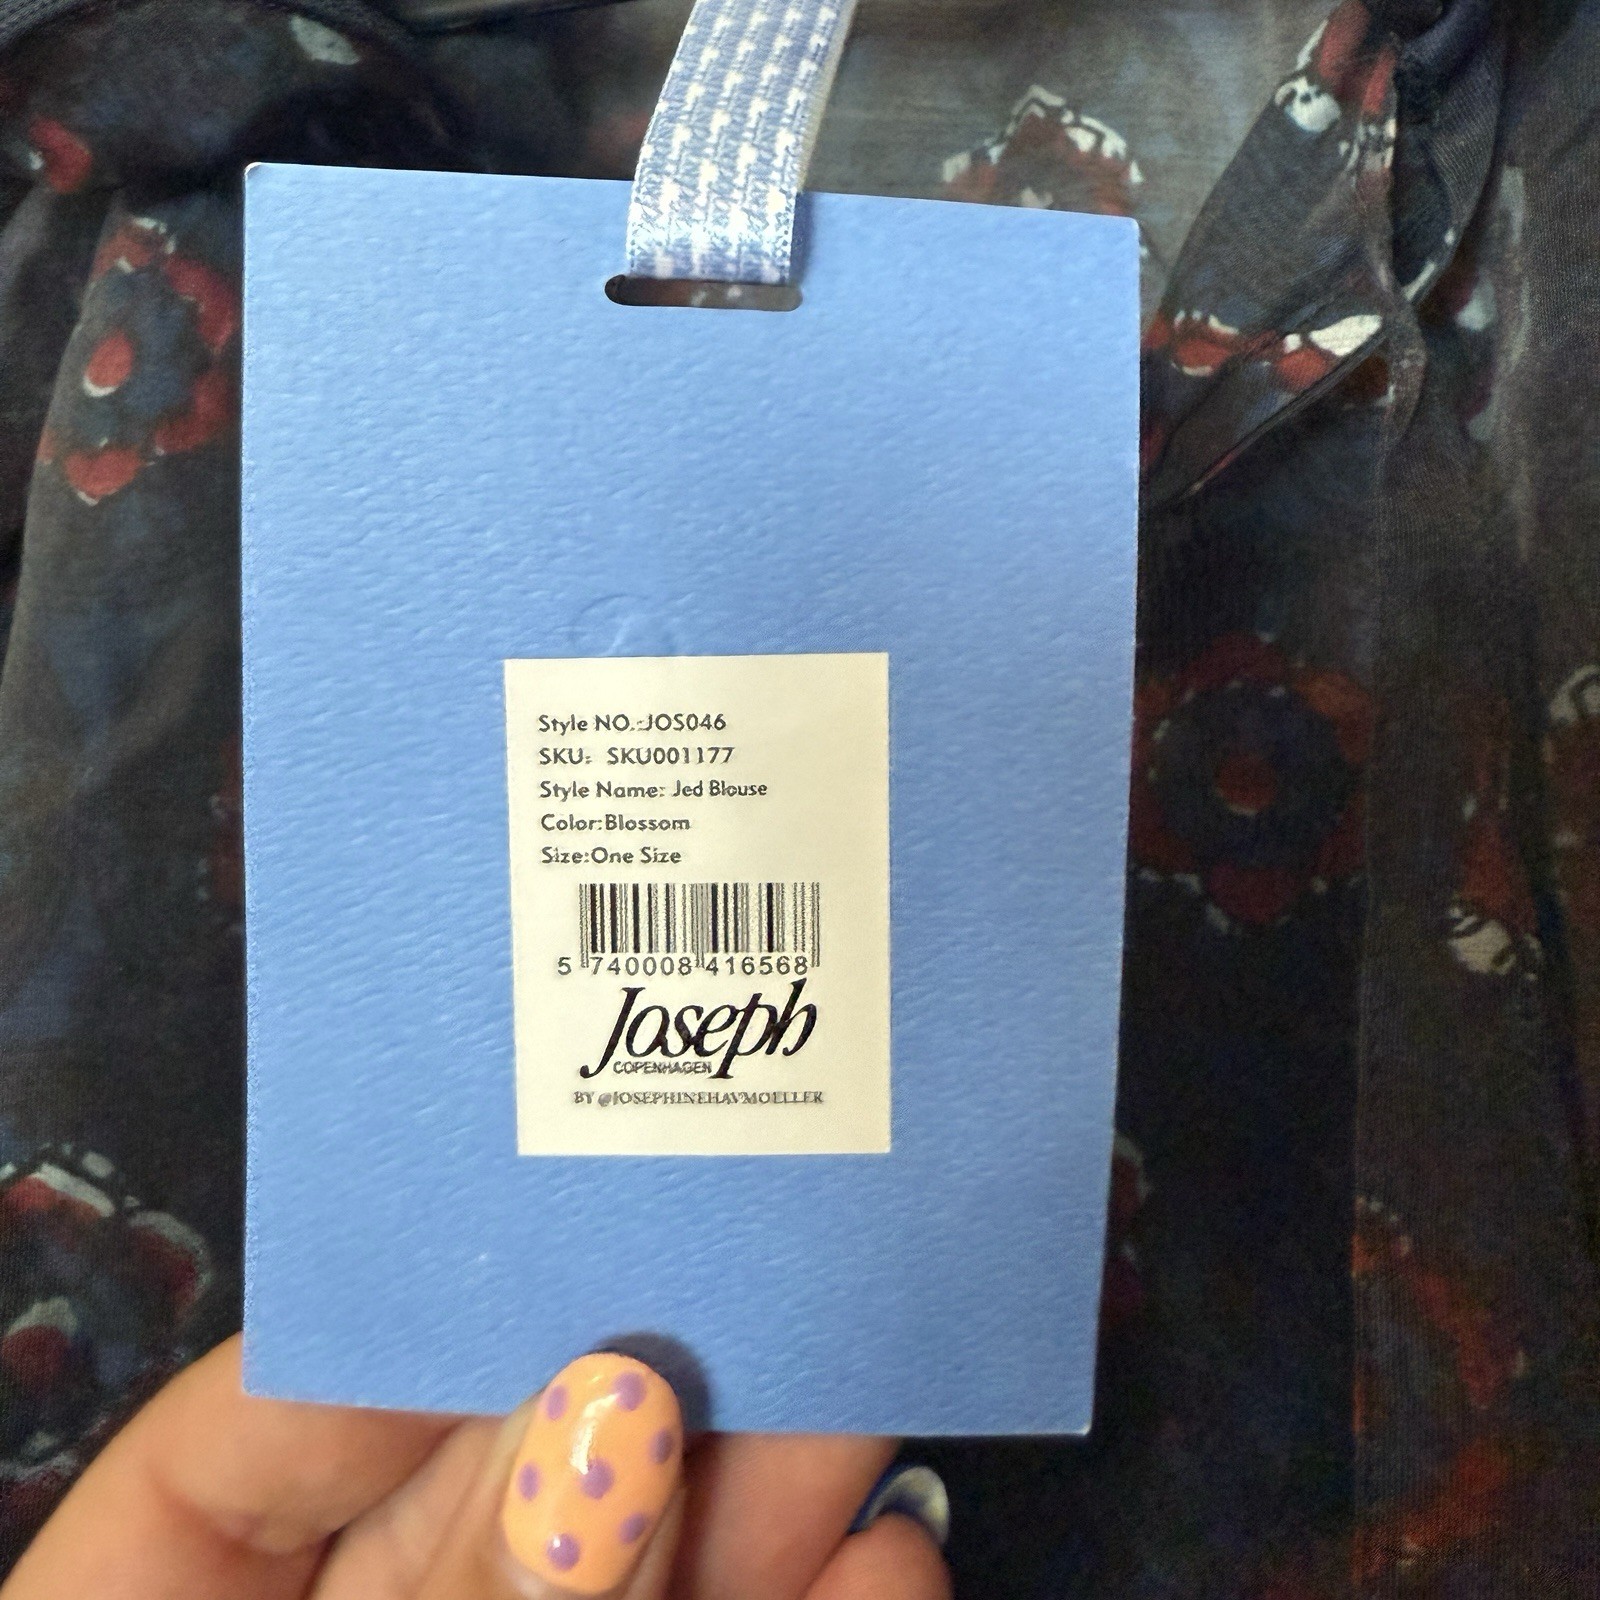 Style NO.:JOS046
SKU: SKU001177
Style Name: Jed Blouse
Color:Blossom
Size:One Size
5 740008 416568
Joseph
COPENHAGEN
BY @JOSEPHINEHAVMOELLER